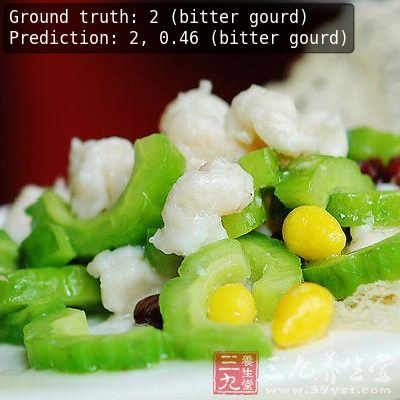 Ground truth: 2 (bitter gourd)
Prediction: 2, 0.46 (bitter gourd)
三九
养生堂
三九养生堂
www.39yst.com